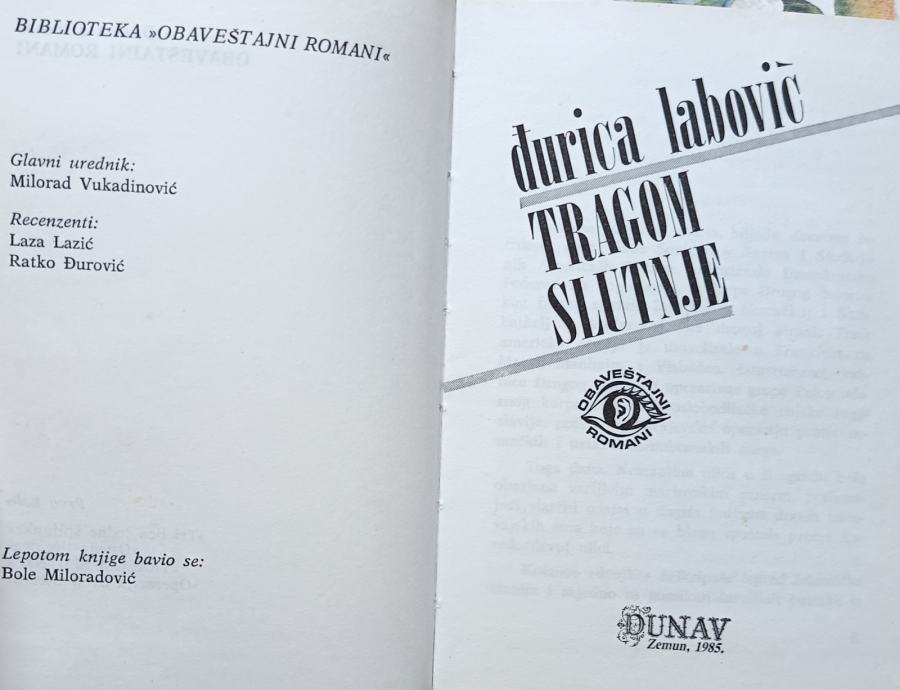 BIBLIOTEKA »OBAVEŠTAJNI ROMANI«
Glavni urednik:
Milorad Vukadinović
Recenzenti:
Laza Lazić
Ratko Đurović
Lepotom knjige bavio se:
Bole Miloradović
đurica labović
TRAGOM
SLUTNJE
OBAVEŠTAJNI
ROMANI
DUNAV
Zemun, 1985.